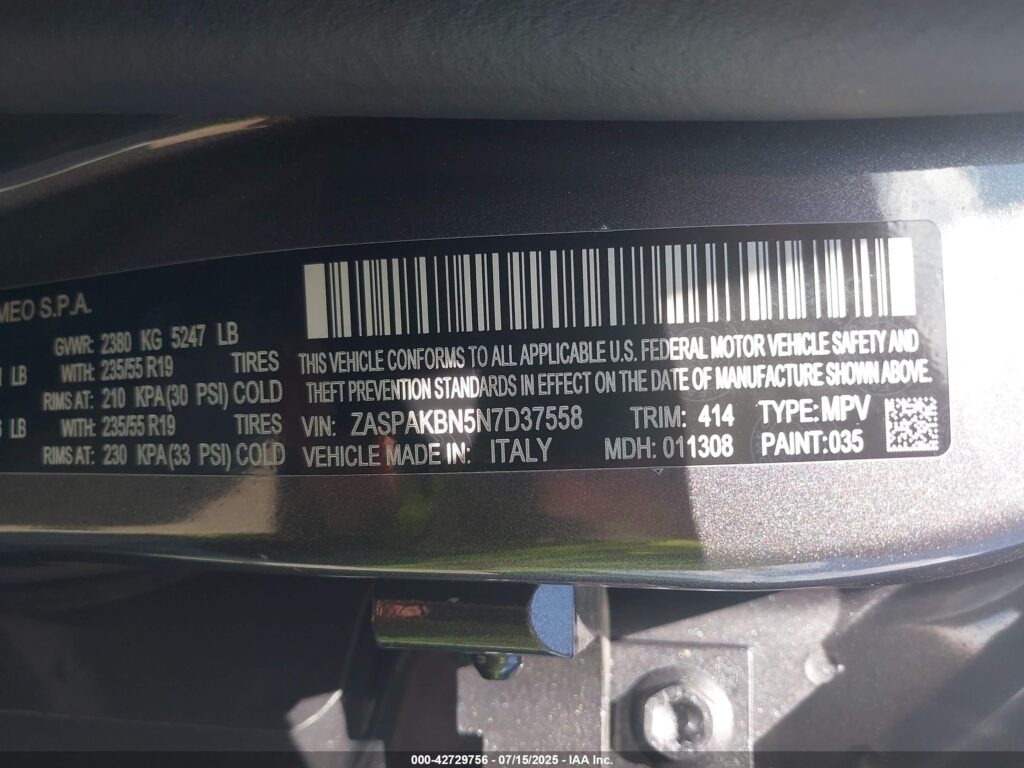 MEO S.P.A.
GVWR: 2380 KG 5247 LB
LB WITH: 235/55 R19 TIRES
RIMS AT: 210 KPA(30 PSI) COLD
LB WITH: 235/55 R19 TIRES
RIMS AT: 230 KPA(33 PSI) COLD
THIS VEHICLE CONFORMS TO ALL APPLICABLE U.S. FEDERAL MOTOR VEHICLE SAFETY AND
THEFT PREVENTION STANDARDS IN EFFECT ON THE DATE OF MANUFACTURE SHOWN ABOVE.
VIN: ZASPAKBN5N7D37558 TRIM: 414 TYPE: MPV
VEHICLE MADE IN: ITALY MDH: 011308 PAINT: 035
000-42729756 - 07/15/2025 - IAA Inc.